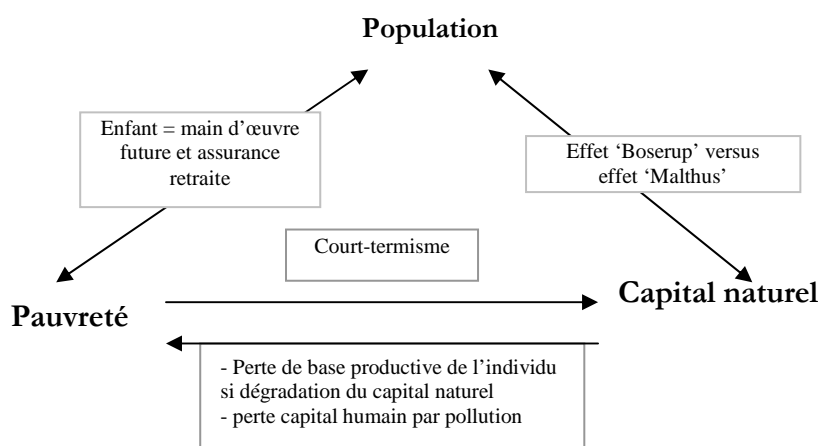 Population
Enfant = main d’œuvre
future et assurance
retraite
Effet ‘Boserup’ versus
effet ‘Malthus’
Court-termisme
Pauvreté
Capital naturel
- Perte de base productive de l’individu
si dégradation du capital naturel
- perte capital humain par pollution